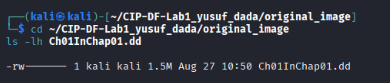 ┌──(kali㉿kali)-[~/CIP-DF-Lab1_yusuf_dada/original_image]
└─$ cd ~/CIP-DF-Lab1_yusuf_dada/original_image
ls -lh Ch01InChap01.dd
-rw------- 1 kali kali 1.5M Aug 27 10:50 Ch01InChap01.dd